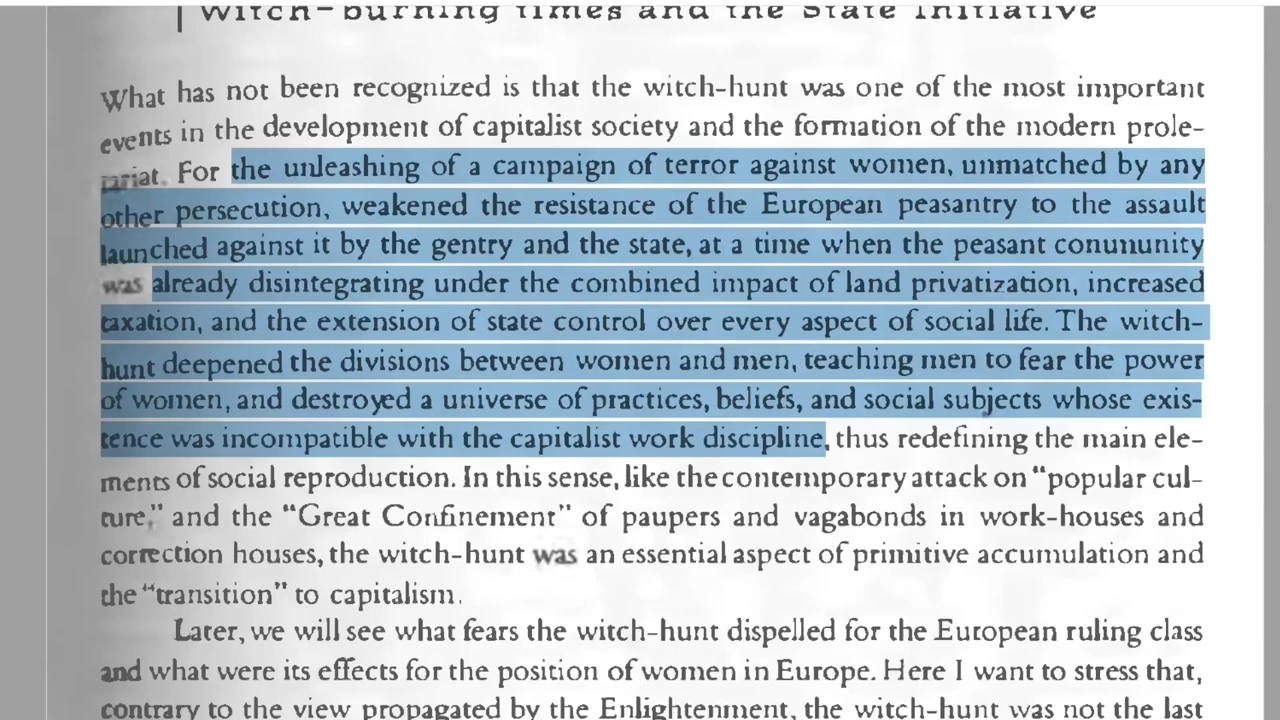 witch-burning times and the State Initiative
What has not been recognized is that the witch-hunt was one of the most important
events in the development of capitalist society and the formation of the modern prole-
tariat. For the unleashing of a campaign of terror against women, unmatched by any
other persecution, weakened the resistance of the European peasantry to the assault
launched against it by the gentry and the state, at a time when the peasant conununity
was already disintegrating under the combined impact of land privatization, increased
taxation, and the extension of state control over every aspect of social life. The witch-
hunt deepened the divisions between women and men, teaching men to fear the power
of women, and destroyed a universe of practices, beliefs, and social subjects whose exis-
tence was incompatible with the capitalist work discipline, thus redefining the main ele-
ments of social reproduction. In this sense, like the contemporary attack on “popular cul-
ture,” and the “Great Confinement” of paupers and vagabonds in work-houses and
correction houses, the witch-hunt was an essential aspect of primitive accumulation and
the “transition” to capitalism.
Later, we will see what fears the witch-hunt dispelled for the European ruling class
and what were its effects for the position of women in Europe. Here I want to stress that,
contrary to the view propagated by the Enlightenment, the witch-hunt was not the last